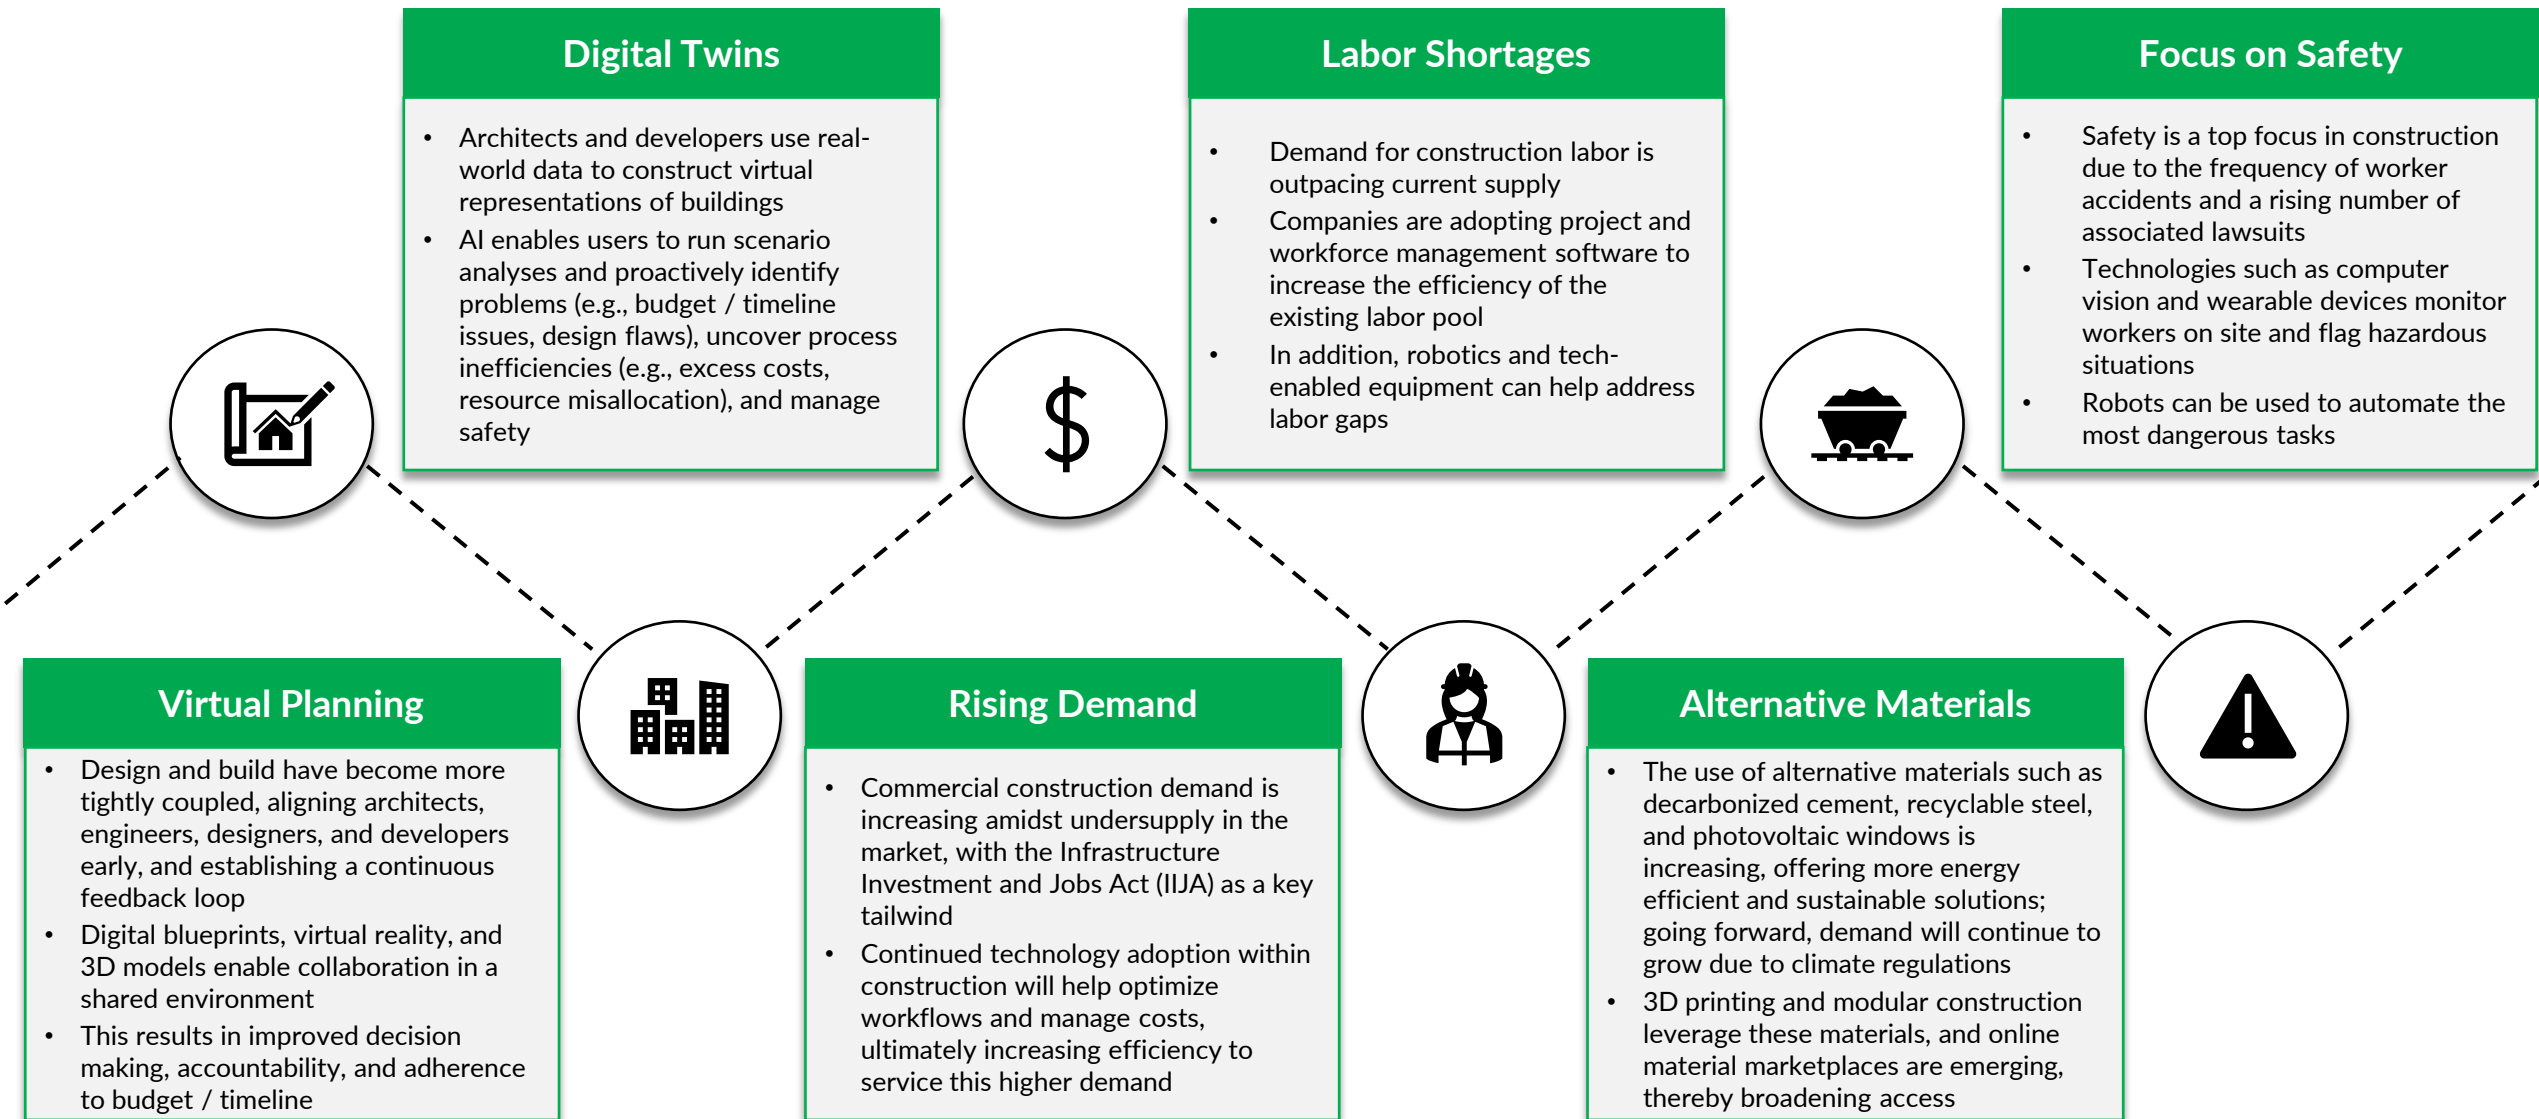 Digital Twins
• Architects and developers use real-
world data to construct virtual
representations of buildings
• AI enables users to run scenario
analyses and proactively identify
problems (e.g., budget / timeline
issues, design flaws), uncover process
inefficiencies (e.g., excess costs,
resource misallocation), and manage
safety
Labor Shortages
• Demand for construction labor is
outpacing current supply
• Companies are adopting project and
workforce management software to
increase the efficiency of the
existing labor pool
• In addition, robotics and tech-
enabled equipment can help address
labor gaps
Focus on Safety
• Safety is a top focus in construction
due to the frequency of worker
accidents and a rising number of
associated lawsuits
• Technologies such as computer
vision and wearable devices monitor
workers on site and flag hazardous
situations
• Robots can be used to automate the
most dangerous tasks
$
Virtual Planning
• Design and build have become more
tightly coupled, aligning architects,
engineers, designers, and developers
early, and establishing a continuous
feedback loop
• Digital blueprints, virtual reality, and
3D models enable collaboration in a
shared environment
• This results in improved decision
making, accountability, and adherence
to budget / timeline
Rising Demand
• Commercial construction demand is
increasing amidst undersupply in the
market, with the Infrastructure
Investment and Jobs Act (IIJA) as a key
tailwind
• Continued technology adoption within
construction will help optimize
workflows and manage costs,
ultimately increasing efficiency to
service this higher demand
Alternative Materials
• The use of alternative materials such as
decarbonized cement, recyclable steel,
and photovoltaic windows is
increasing, offering more energy
efficient and sustainable solutions;
going forward, demand will continue to
grow due to climate regulations
• 3D printing and modular construction
leverage these materials, and online
material marketplaces are emerging,
thereby broadening access